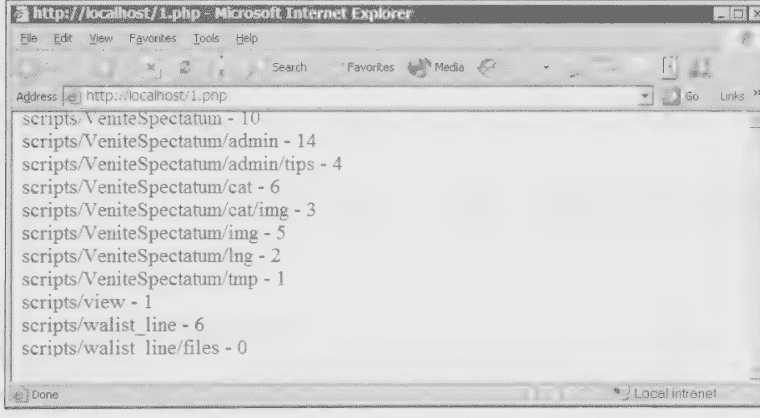 http://localhost/1.php - Microsoft Internet Explorer
File Edit View Favorites Tools Help
Search Favorites Media
Address http://localhost/1.php Go Links »
scripts/VeniteSpectatum - 10
scripts/VeniteSpectatum/admin - 14
scripts/VeniteSpectatum/admin/tips - 4
scripts/VeniteSpectatum/cat - 6
scripts/VeniteSpectatum/cat/img - 3
scripts/VeniteSpectatum/img - 5
scripts/VeniteSpectatum/lng - 2
scripts/VeniteSpectatum/tmp - 1
scripts/view - 1
scripts/walist_line - 6
scripts/walist_line/files - 0
Done Local intranet